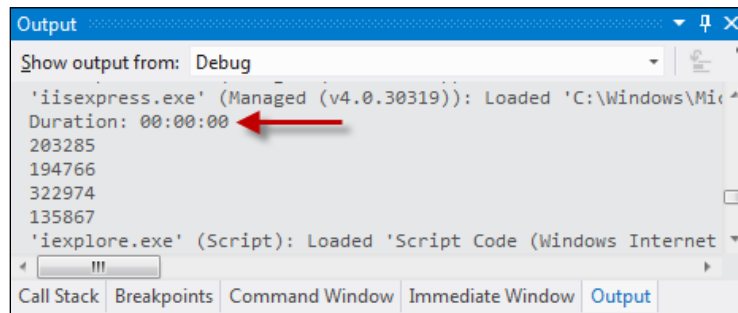 Output
Show output from: Debug
'iisexpress.exe' (Managed (v4.0.30319)): Loaded 'C:\Windows\Mic
Duration: 00:00:00
203285
194766
322974
135867
'iexplore.exe' (Script): Loaded 'Script Code (Windows Internet
Call Stack Breakpoints Command Window Immediate Window Output